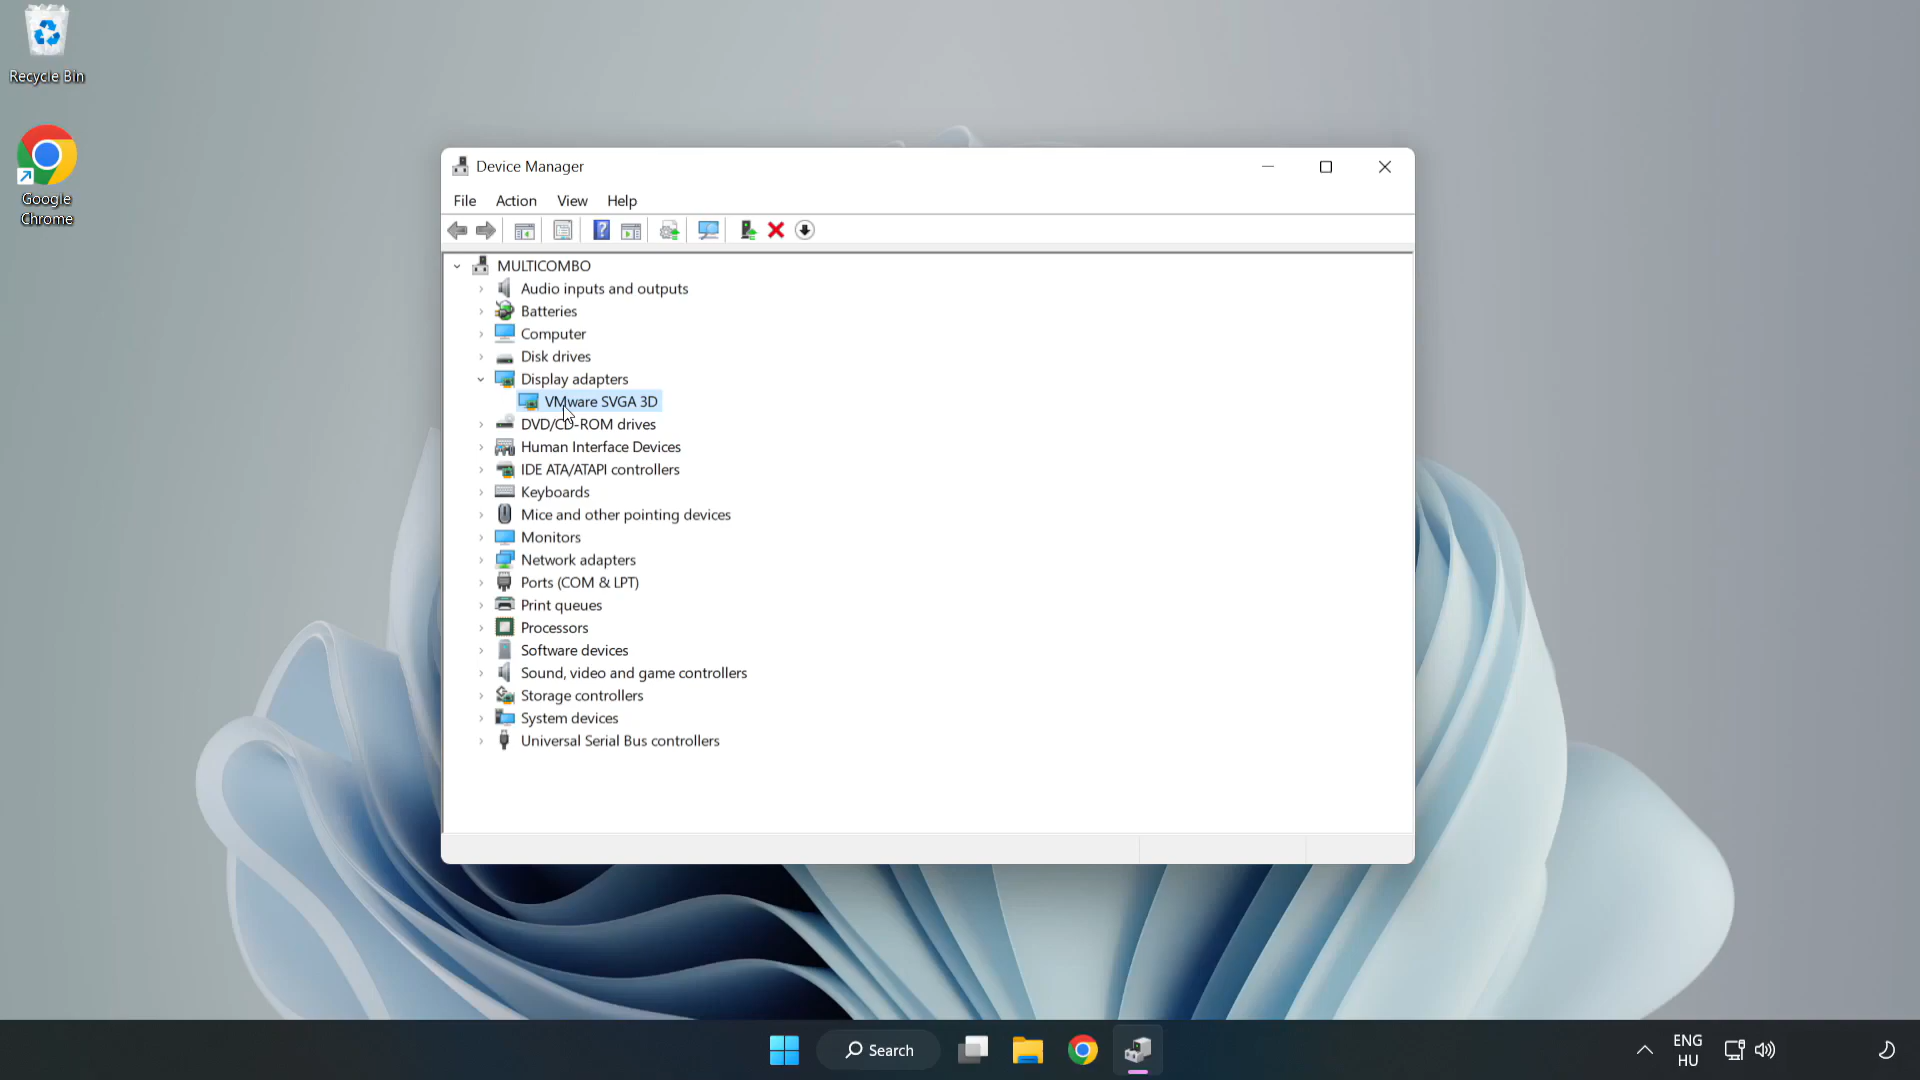 Recycle Bin
Google
Chrome
Device Manager
File Action View Help
MULTICOMBO
Audio inputs and outputs
Batteries
Computer
Disk drives
Display adapters
VMware SVGA 3D
DVD/CD-ROM drives
Human Interface Devices
IDE ATA/ATAPI controllers
Keyboards
Mice and other pointing devices
Monitors
Network adapters
Ports (COM & LPT)
Print queues
Processors
Software devices
Sound, video and game controllers
Storage controllers
System devices
Universal Serial Bus controllers
Search
ENG
HU